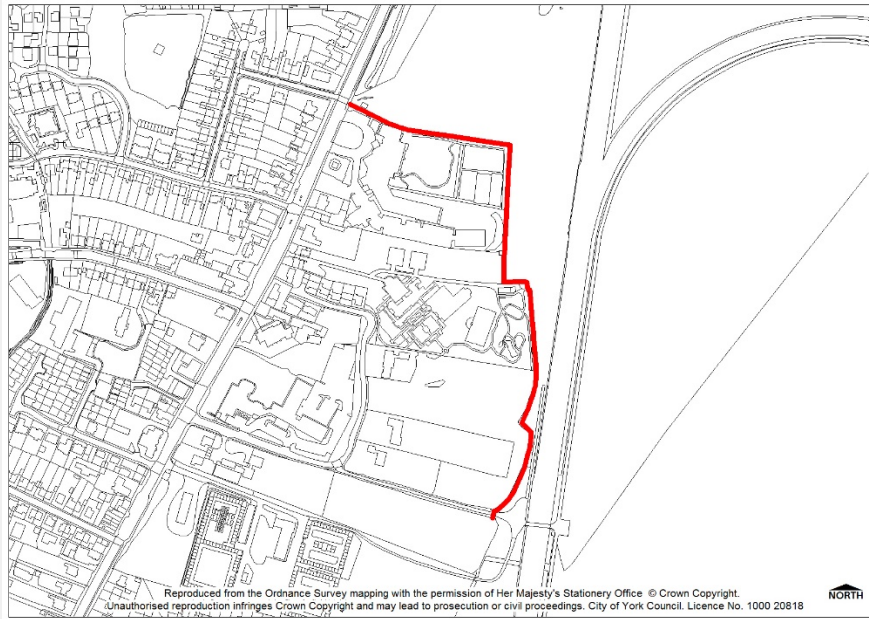 Reproduced from the Ordnance Survey mapping with the permission of Her Majesty's Stationery Office © Crown Copyright.
Unauthorised reproduction infringes Crown Copyright and may lead to prosecution or civil proceedings. City of York Council. Licence No. 1000 20818
NORTH